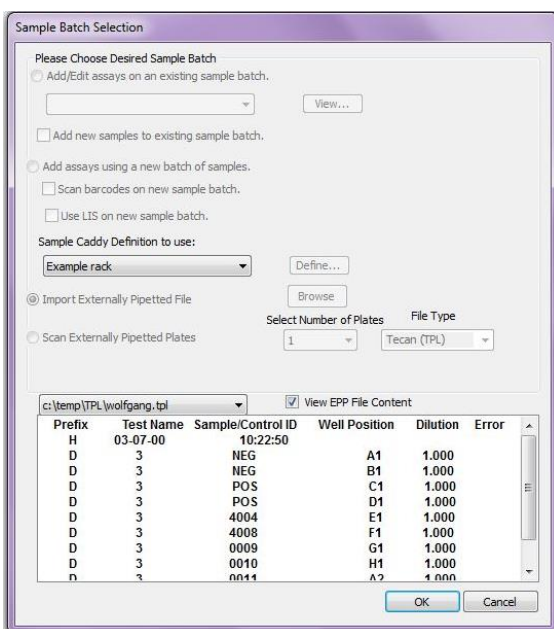 Sample Batch Selection
Please Choose Desired Sample Batch
Add/Edit assays on an existing sample batch.
View...
Add new samples to existing sample batch.
Add assays using a new batch of samples.
Scan barcodes on new sample batch.
Use LIS on new sample batch.
Sample Caddy Definition to use:
Example rack Define...
Import Externally Pipetted File Browse
Select Number of Plates File Type
Scan Externally Pipetted Plates 1 Tecan (TPL)
c:\temp\TPL\wolfgang.tpl View EPP File Content
Prefix Test Name Sample/Control ID Well Position Dilution Error
H 03-07-00 10:22:50
D 3 NEG A1 1.000
D 3 NEG B1 1.000
D 3 POS C1 1.000
D 3 POS D1 1.000
D 3 4004 E1 1.000
D 3 4008 F1 1.000
D 3 0009 G1 1.000
D 3 0010 H1 1.000
D 3 0011 A2 1.000
OK Cancel